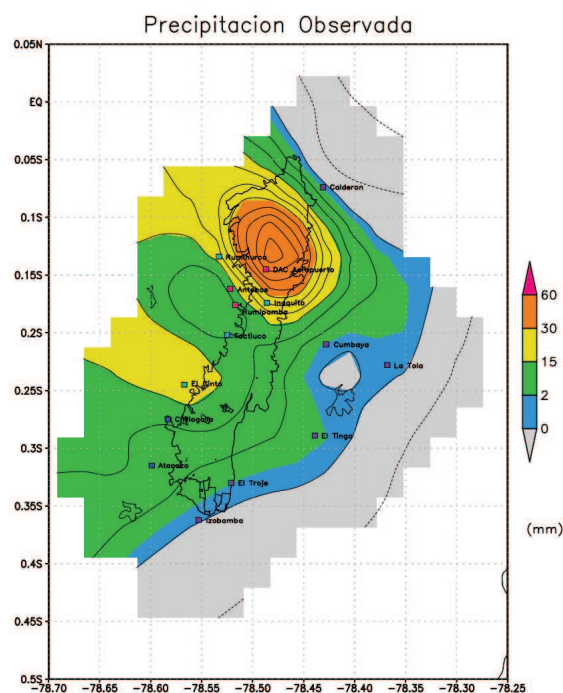 Precipitacion Observada
0.05N
EQ
0.05S
0.1S
0.15S
0.2S
0.25S
0.3S
0.35S
0.4S
0.45S
0.5S
−78.70 −78.65 −78.60 −78.55 −78.50 −78.45 −78.40 −78.35 −78.30 −78.25
Calderon
Rumihurco
DAC Aeropuerto
Antenas
Inaquito
Rumipamba
Toctiuco
Cumbaya
La Tola
El Cinto
Chillogallo
El Tingo
Atacazo
El Troje
Izobamba
60
30
15
2
0
(mm)